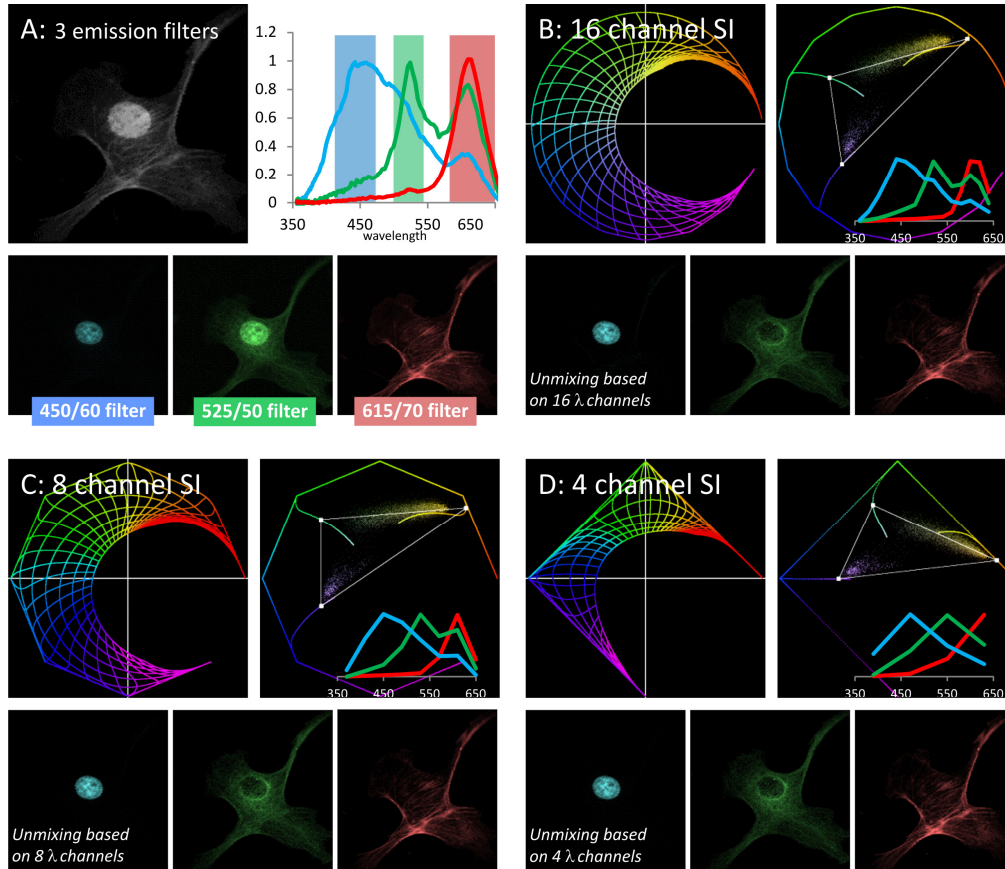 A: 3 emission filters
1.2
1
0.8
0.6
0.4
0.2
0
350
450
550
650
wavelength
450/60 filter
525/50 filter
615/70 filter
B: 16 channel SI
350
450
550
650
Unmixing based
on 16 λ channels
C: 8 channel SI
350
450
550
650
Unmixing based
on 8 λ channels
D: 4 channel SI
350
450
550
650
Unmixing based
on 4 λ channels